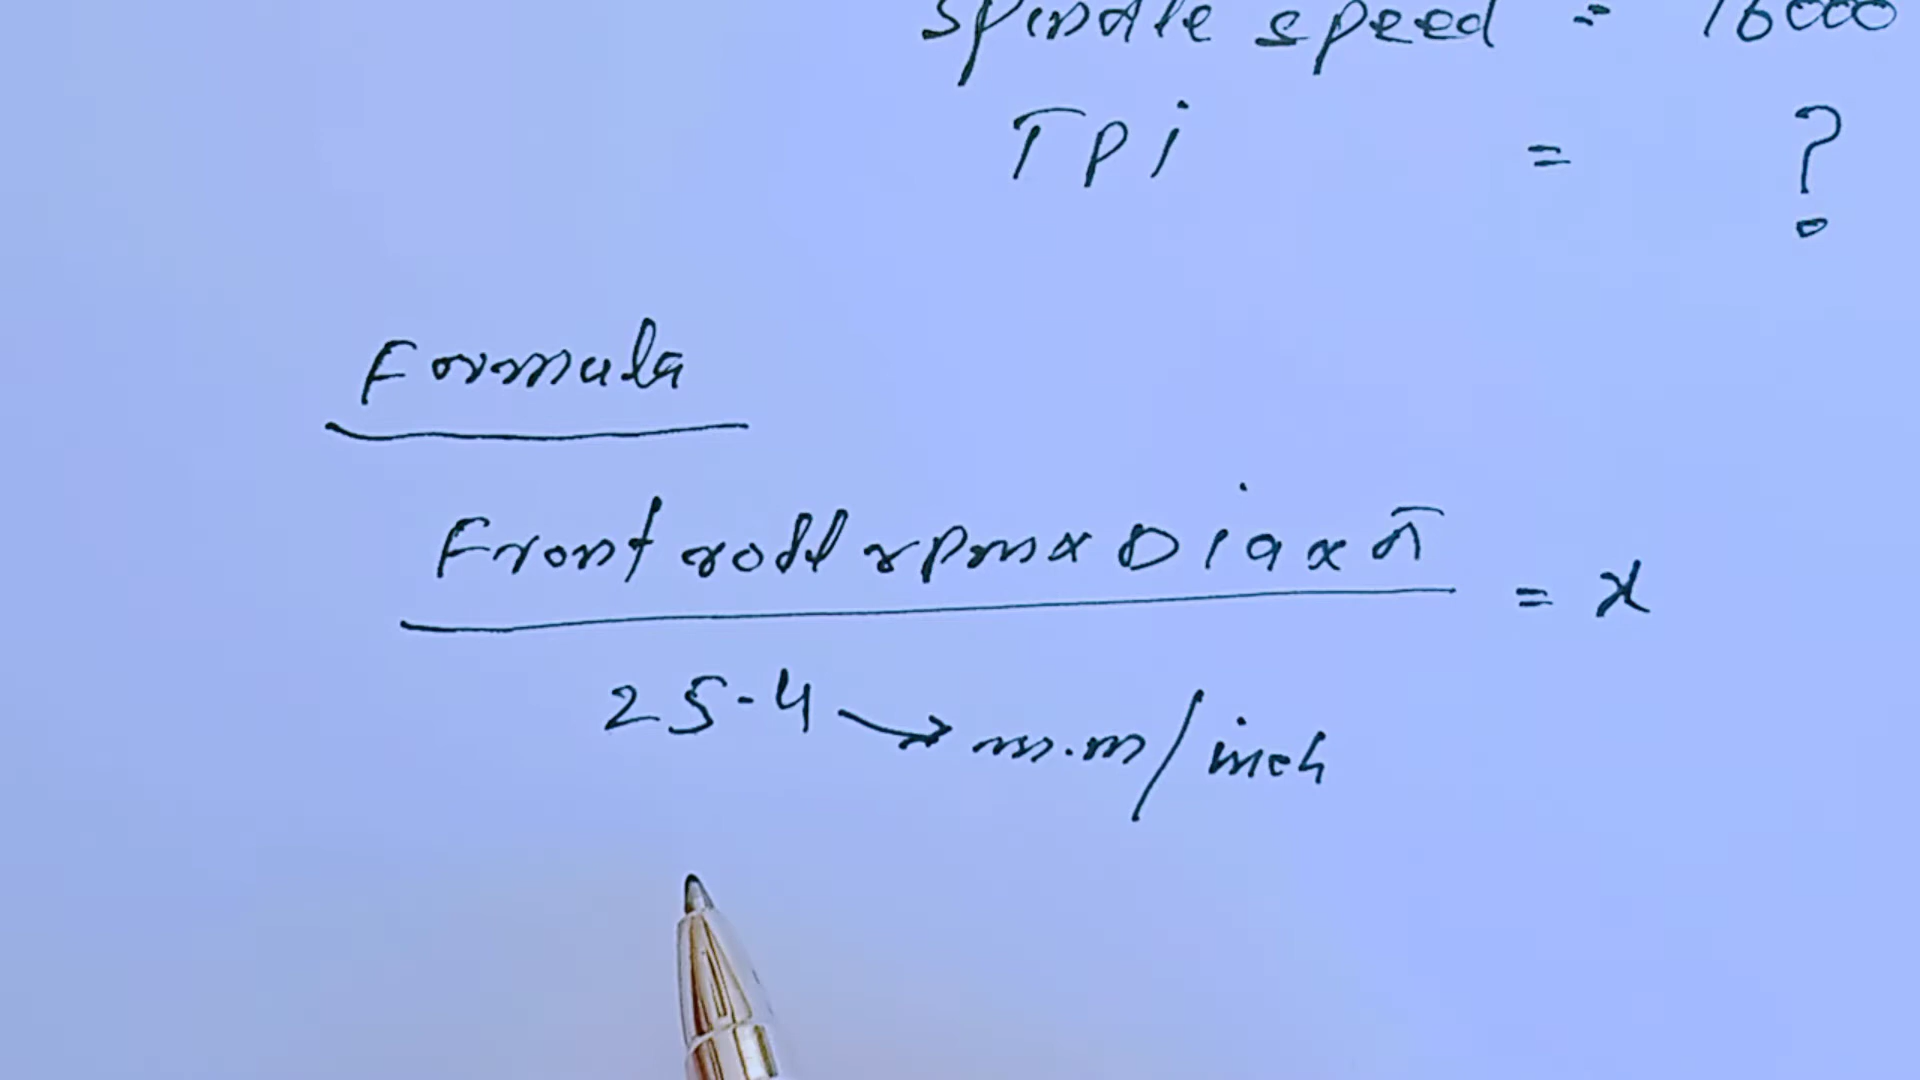 Spindle speed = 16000
TPi = ?
Formula
Front roll rpm x Dia x π
= x
25.4 → m.m/inch